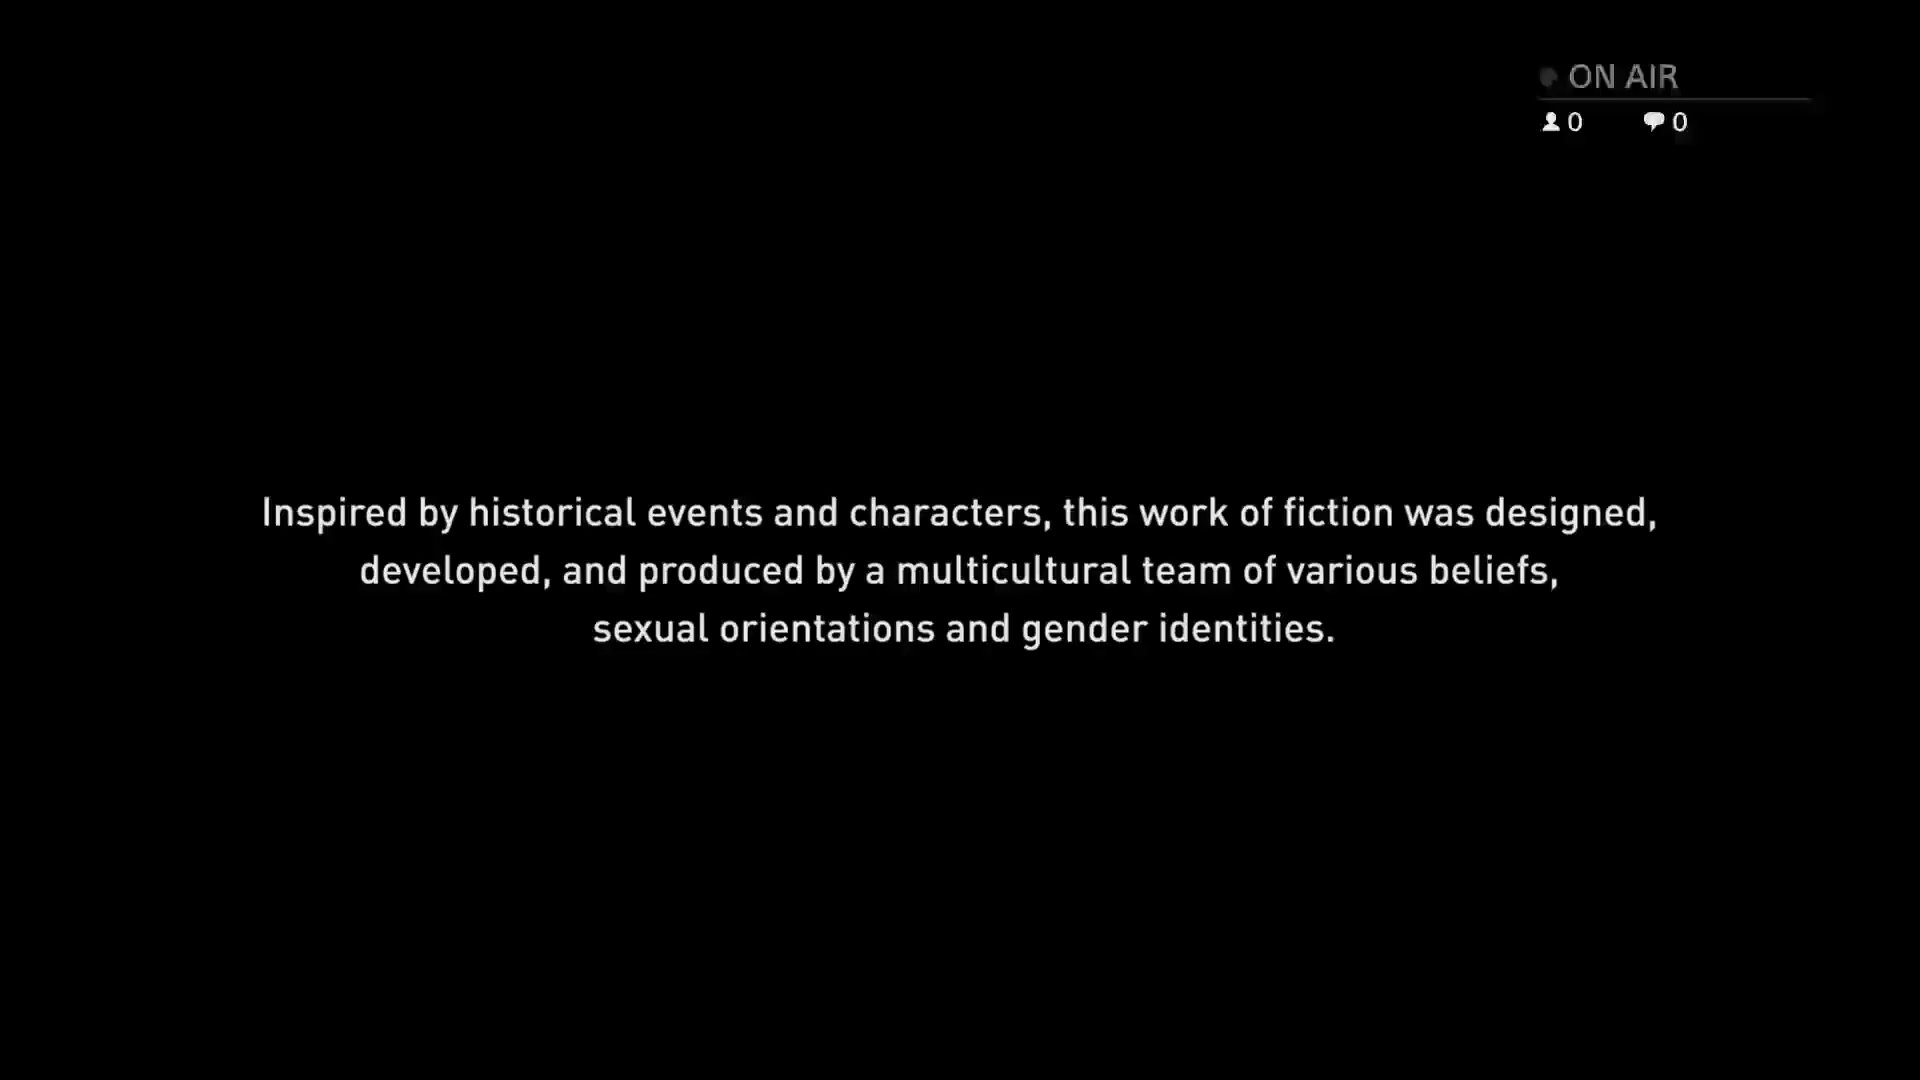 ON AIR
0 0
Inspired by historical events and characters, this work of fiction was designed,
developed, and produced by a multicultural team of various beliefs,
sexual orientations and gender identities.